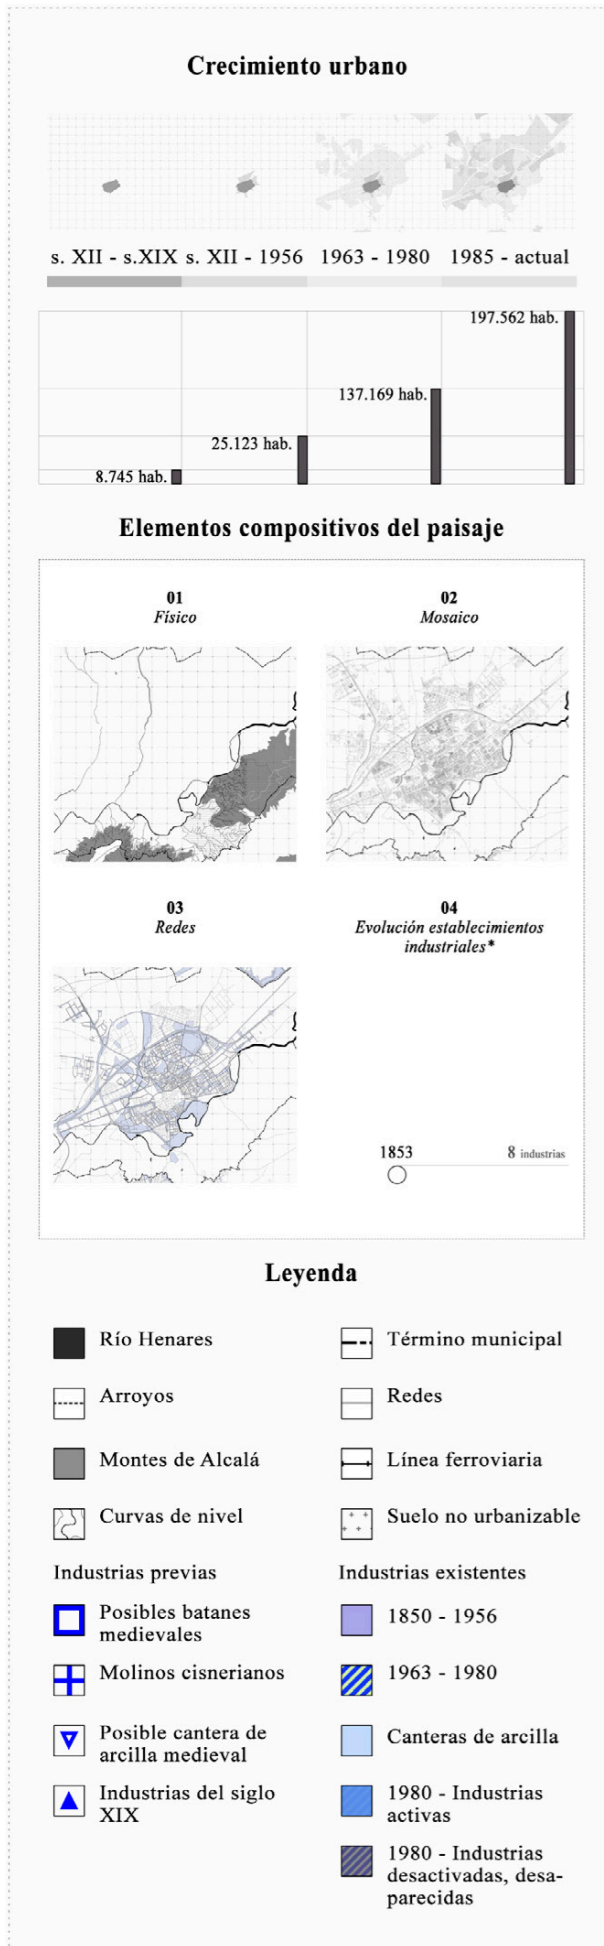 Crecimiento urbano
s. XII - s.XIX s. XII - 1956 1963 - 1980 1985 - actual
197.562 hab.
137.169 hab.
25.123 hab.
8.745 hab.
Elementos compositivos del paisaje
01
Físico
02
Mosaico
03
Redes
04
Evolución establecimientos
industriales*
1853 8 industrias
Leyenda
Río Henares
Arroyos
Montes de Alcalá
Curvas de nivel
Término municipal
Redes
Línea ferroviaria
Suelo no urbanizable
Industrias previas
Posibles batanes
medievales
Molinos cisnerianos
Posible cantera de
arcilla medieval
Industrias del siglo
XIX
Industrias existentes
1850 - 1956
1963 - 1980
Canteras de arcilla
1980 - Industrias
activas
1980 - Industrias
desactivadas, desa-
parecidas